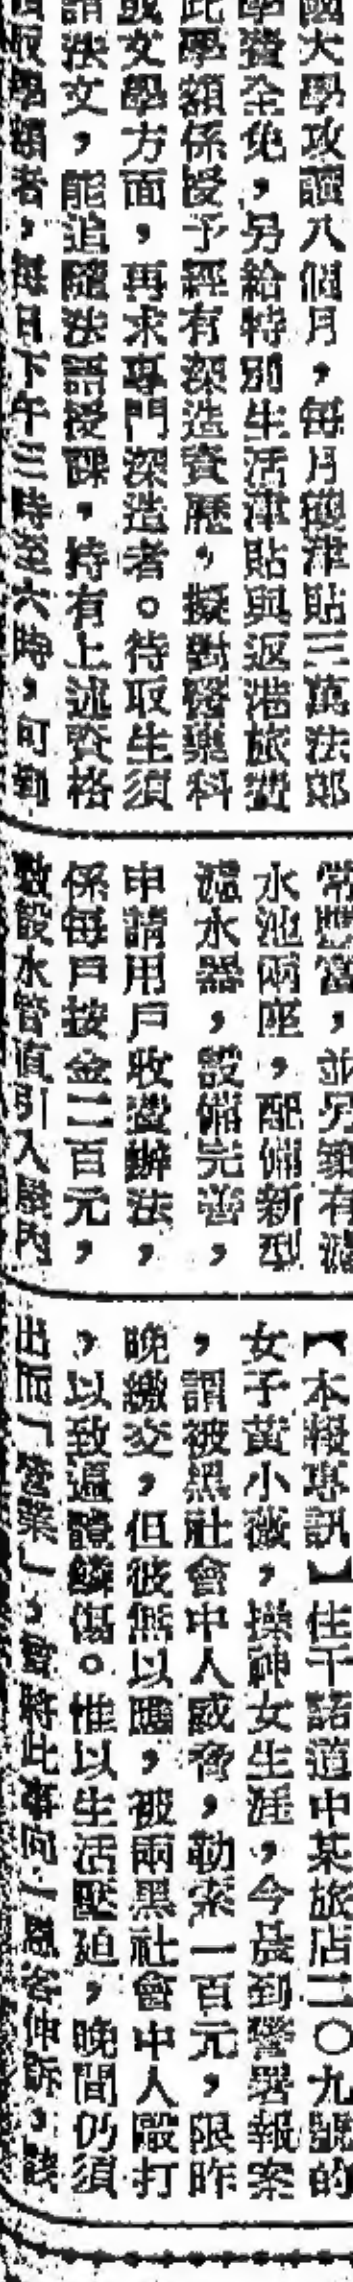 國大學攻讀八個月，每月獲津貼三萬法郎
學費全免，另給特別生活津貼與返港旅費
此學額係授予經有深造資歷，擬對醫藥科
或文學方面，再求專門深造者。待取生須
諳法文，能追隨法語授課，持有上述資格
取學額者，每日下午三時至六時，可到
常豐富，並另築有濾
水池兩座，配備新型
濾水器，設備完善，
申請用戶收費辦法，
係每戶按金二百元，
敷設水管直引入屋內
【本報專訊】住干諾道中某旅店二〇九號的
女子黃小薇，操神女生涯，今晨到警署報案
，謂被黑社會中人威脅，勒索一百元，限昨
晚繳交，但彼無以應，被兩黑社會中人毆打
，以致遍體鱗傷。惟以生活壓迫，晚間仍須
出而「營業」，曾將此事向一恩客伸訴，該